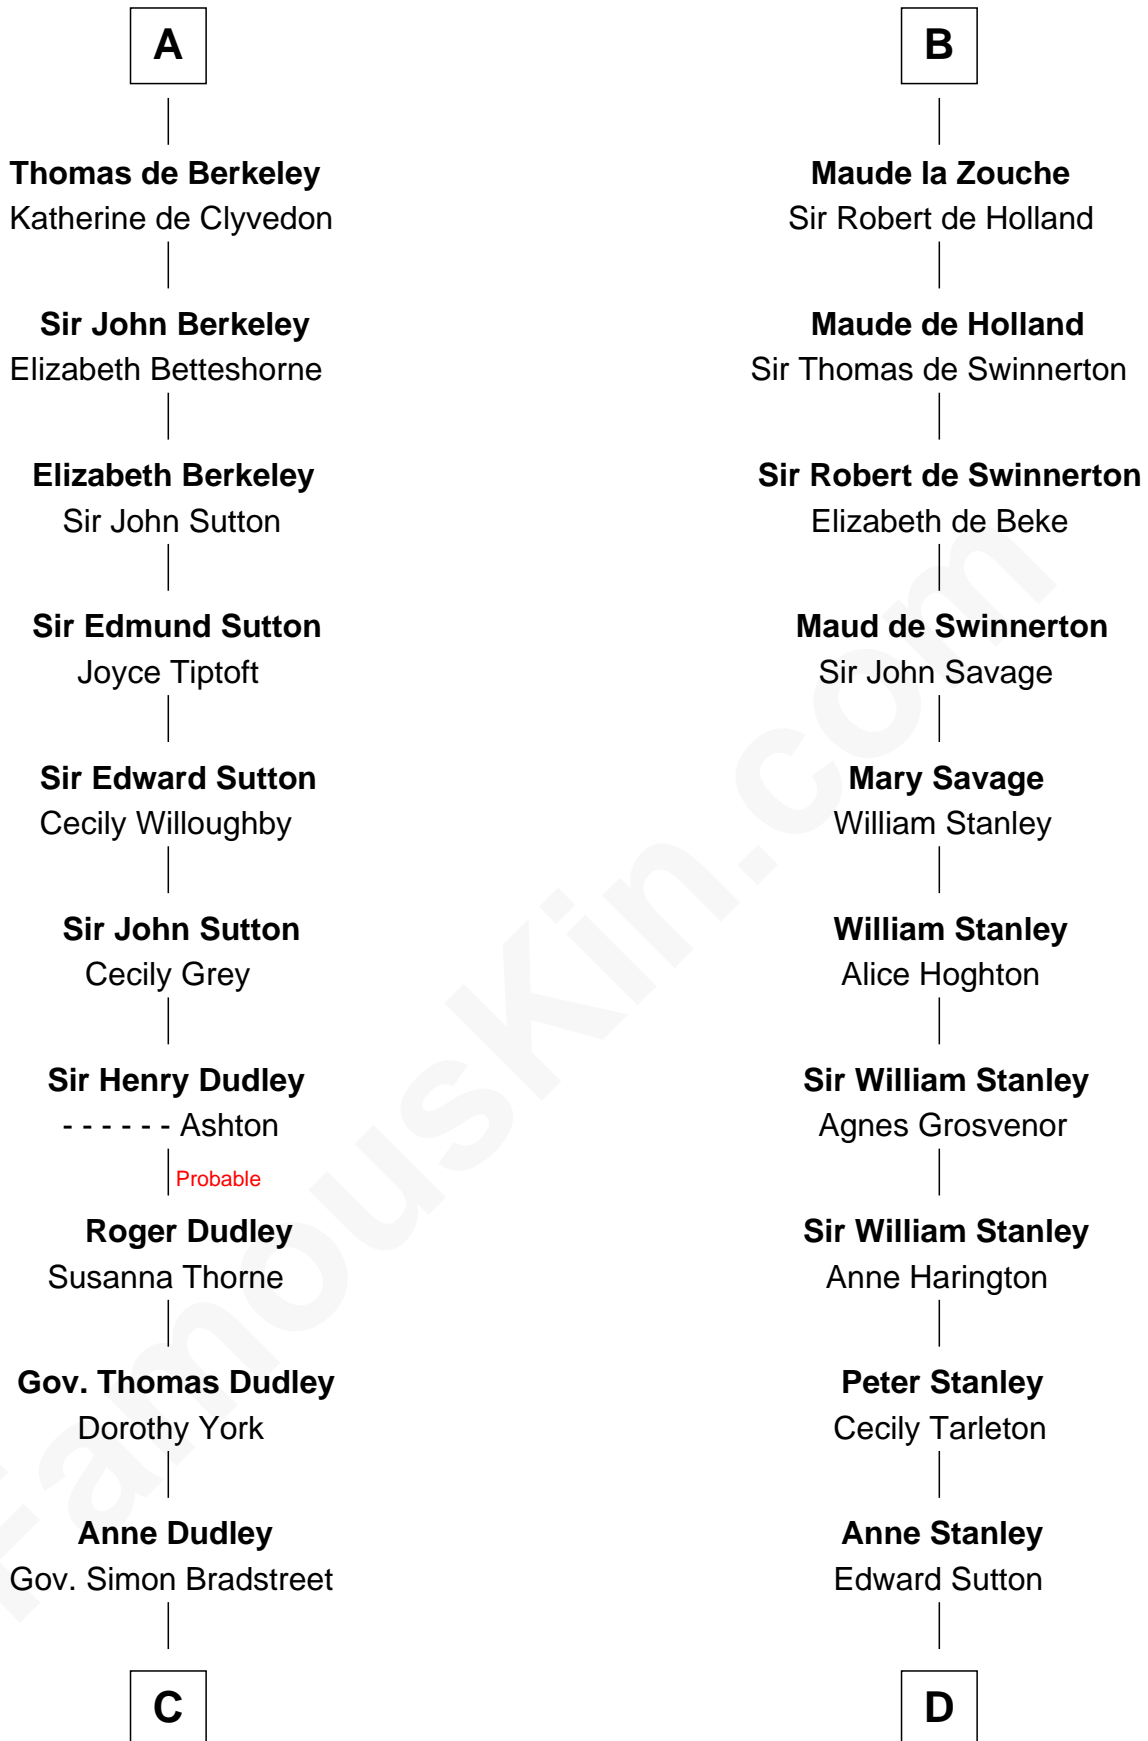 A
Thomas de Berkeley
Katherine de Clyvedon
Sir John Berkeley
Elizabeth Betteshorne
Elizabeth Berkeley
Sir John Sutton
Sir Edmund Sutton
Joyce Tiptoft
Sir Edward Sutton
Cecily Willoughby
Sir John Sutton
Cecily Grey
Sir Henry Dudley
- - - - - - Ashton
Probable
Roger Dudley
Susanna Thorne
Gov. Thomas Dudley
Dorothy York
Anne Dudley
Gov. Simon Bradstreet
C
B
Maude la Zouche
Sir Robert de Holland
Maude de Holland
Sir Thomas de Swinnerton
Sir Robert de Swinnerton
Elizabeth de Beke
Maud de Swinnerton
Sir John Savage
Mary Savage
William Stanley
William Stanley
Alice Hoghton
Sir William Stanley
Agnes Grosvenor
Sir William Stanley
Anne Harington
Peter Stanley
Cecily Tarleton
Anne Stanley
Edward Sutton
D
FamousKin.com